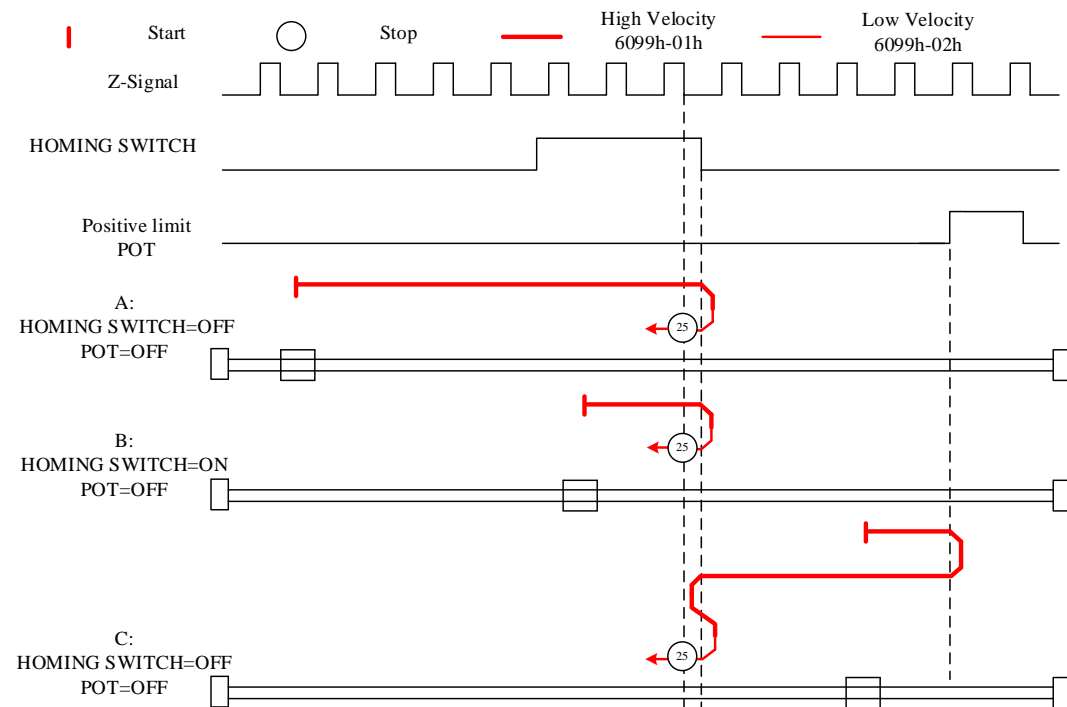 Start
Stop
High Velocity
6099h-01h
Low Velocity
6099h-02h
Z-Signal
HOMING SWITCH
Positive limit
POT
A:
HOMING SWITCH=OFF
POT=OFF
25
B:
HOMING SWITCH=ON
POT=OFF
25
C:
HOMING SWITCH=OFF
POT=OFF
25